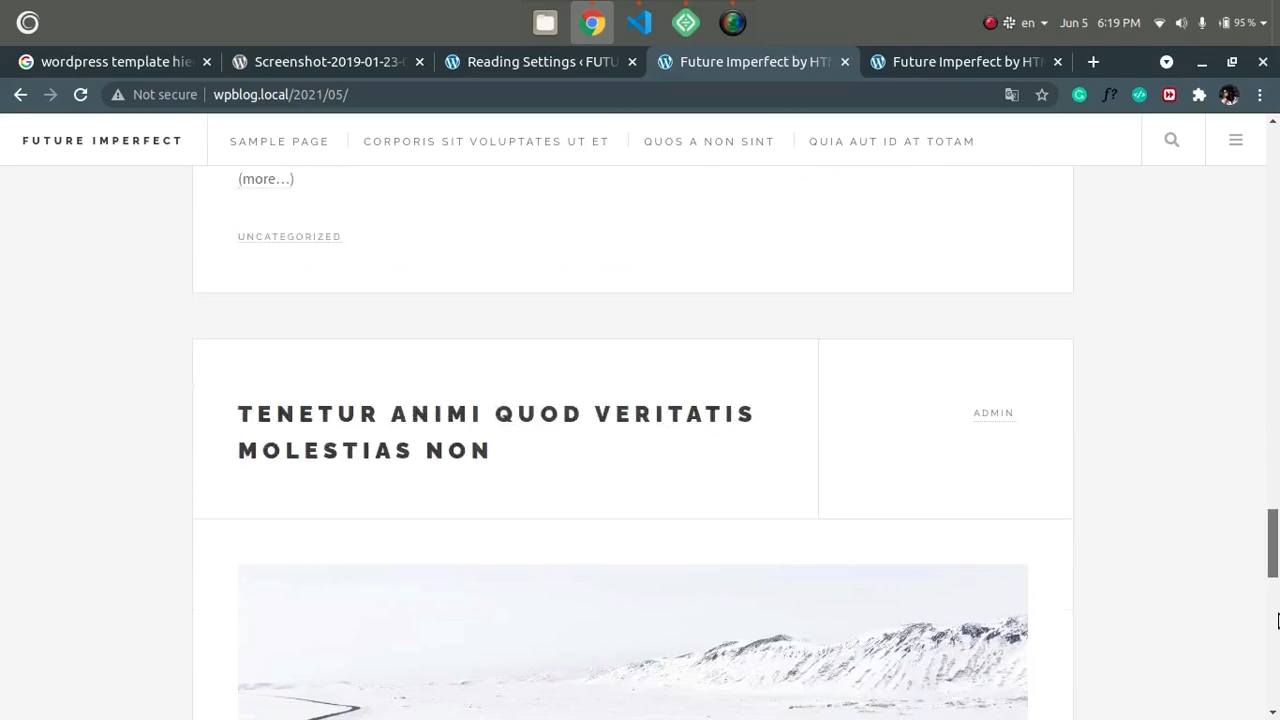 en
Jun 5
6:19 PM
95 %
wordpress template hie
Screenshot-2019-01-23-
Reading Settings ‹ FUTU
Future Imperfect by HTM
Future Imperfect by HTM
Not secure
wpblog.local/2021/05/
f?
FUTURE IMPERFECT
SAMPLE PAGE
CORPORIS SIT VOLUPTATES UT ET
QUOS A NON SINT
QUIA AUT ID AT TOTAM
(more…)
UNCATEGORIZED
TENETUR ANIMI QUOD VERITATIS
MOLESTIAS NON
ADMIN